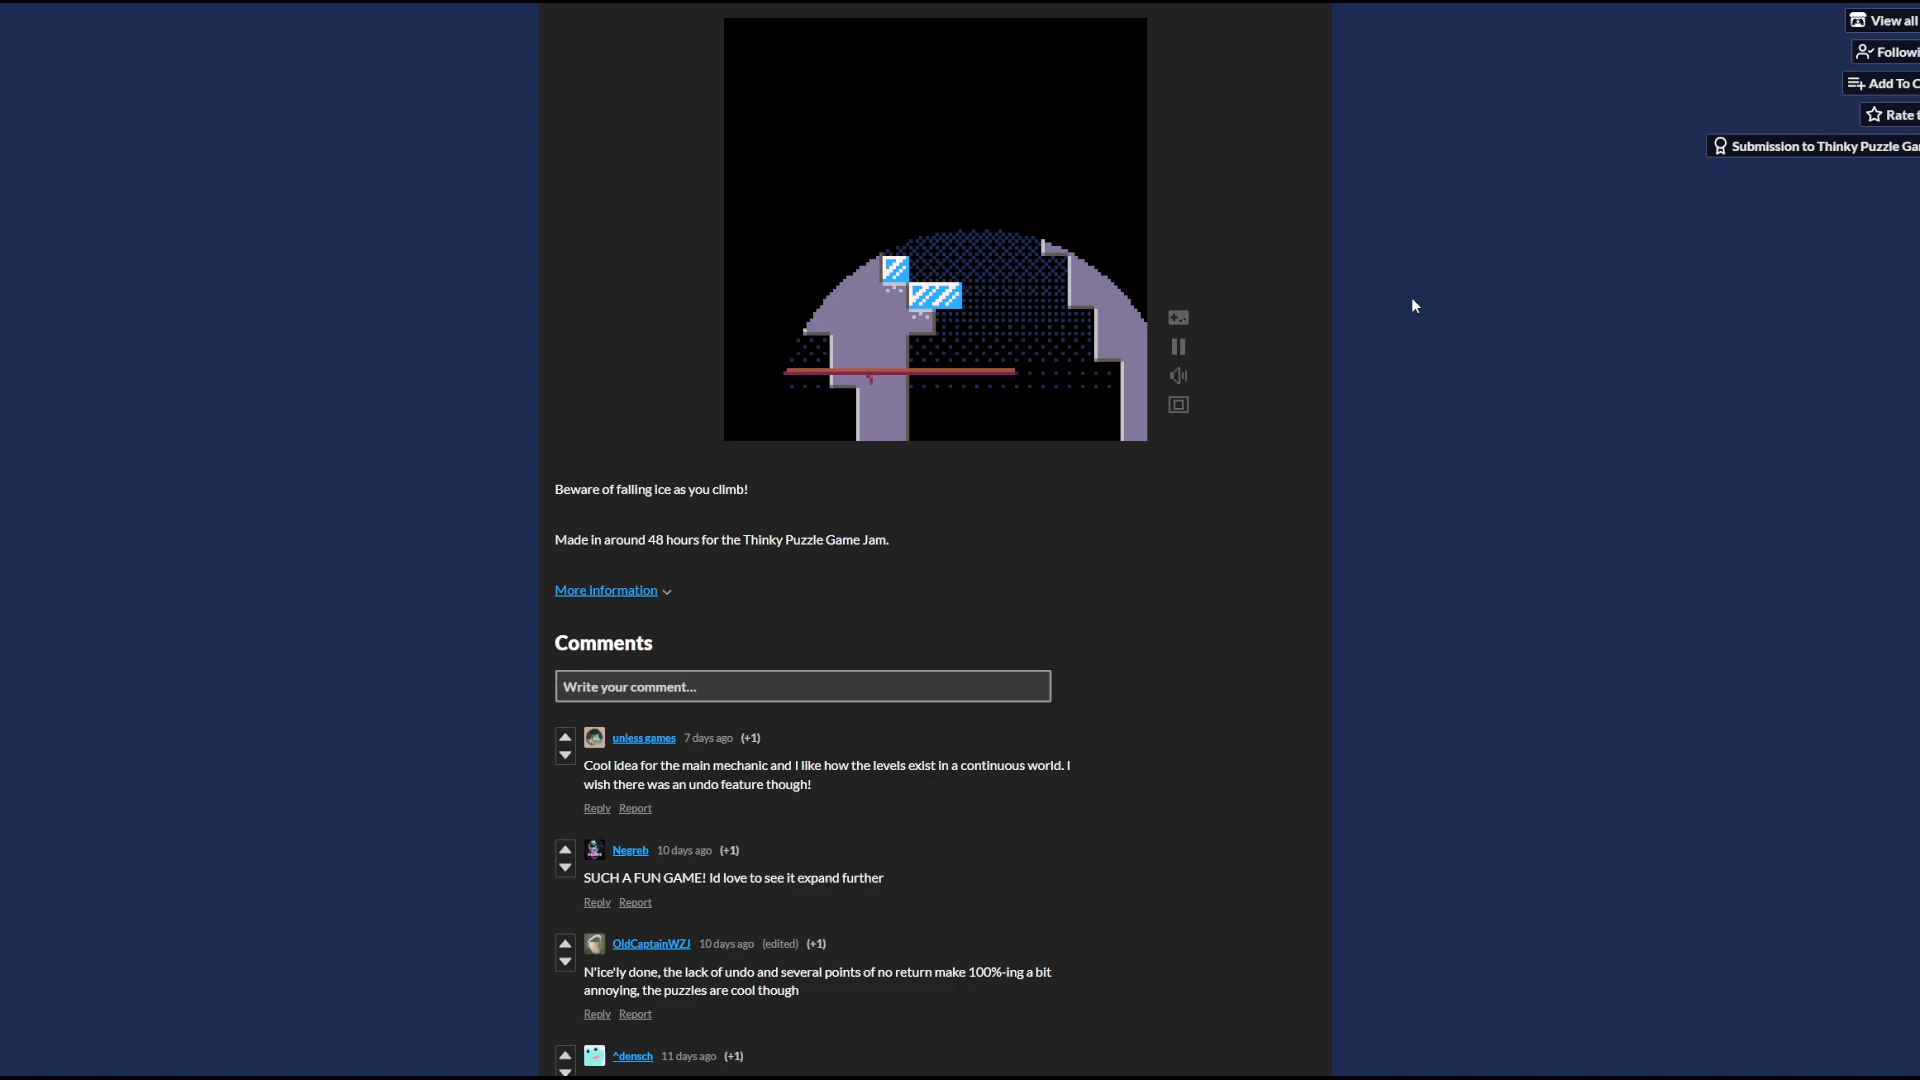 View all
Followi
Add To C
Rate t
Submission to Thinky Puzzle Ga
Beware of falling ice as you climb!
Made in around 48 hours for the Thinky Puzzle Game Jam.
More information
Comments
Write your comment...
unless games 7 days ago (+1)
Cool idea for the main mechanic and I like how the levels exist in a continuous world. I
wish there was an undo feature though!
Reply Report
Negreb 10 days ago (+1)
SUCH A FUN GAME! Id love to see it expand further
Reply Report
OldCaptainWZJ 10 days ago (edited) (+1)
N'ice'ly done, the lack of undo and several points of no return make 100%-ing a bit
annoying, the puzzles are cool though
Reply Report
^densch 11 days ago (+1)